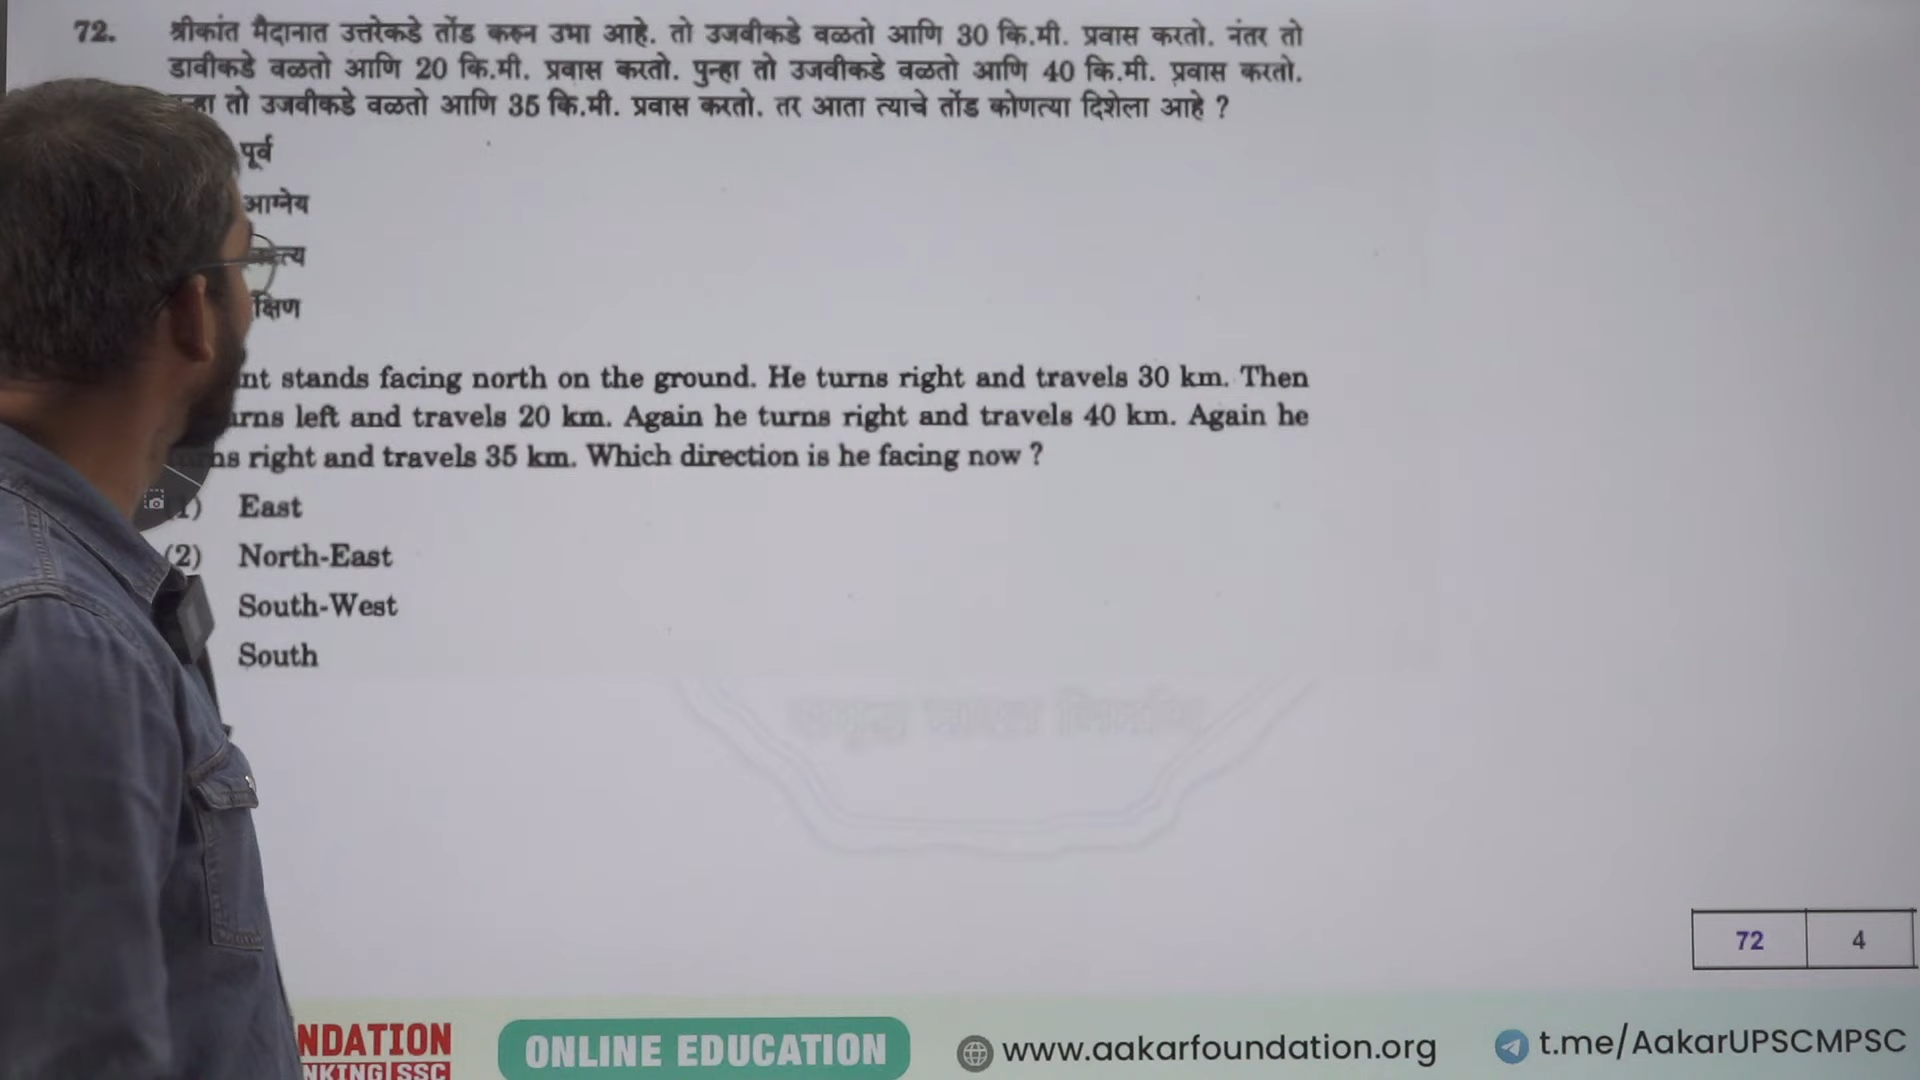 72. श्रीकांत मैदानात उत्तरेकडे तोंड करून उभा आहे. तो उजवीकडे वळतो आणि 30 कि.मी. प्रवास करतो. नंतर तो
डावीकडे वळतो आणि 20 कि.मी. प्रवास करतो. पुन्हा तो उजवीकडे वळतो आणि 40 कि.मी. प्रवास करतो.
तो उजवीकडे वळतो आणि 35 कि.मी. प्रवास करतो. तर आता त्याचे तोंड कोणत्या दिशेला आहे ?
पूर्व
आग्नेय
nt stands facing north on the ground. He turns right and travels 30 km. Then
left and travels 20 km. Again he turns right and travels 40 km. Again he
right and travels 35 km. Which direction is he facing now ?
1) East
(2) North-East
South-West
South
72 4
NDATION
NKING SSC
ONLINE EDUCATION
www.aakarfoundation.org
t.me/AakarUPSCMPSC